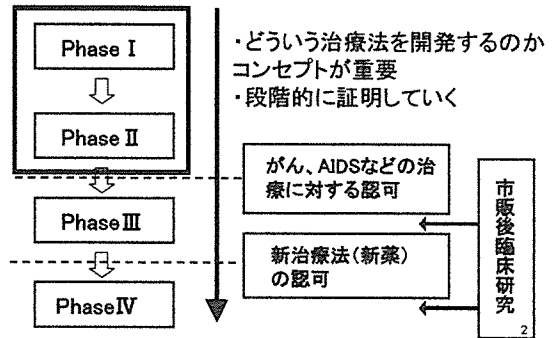 Phase Ⅰ
Phase Ⅱ
PhaseⅢ
PhaseⅣ
・どういう治療法を開発するのか
コンセプトが重要
・段階的に証明していく
がん、AIDSなどの治
療に対する認可
新治療法(新薬)
の認可
市販後臨床研究
2